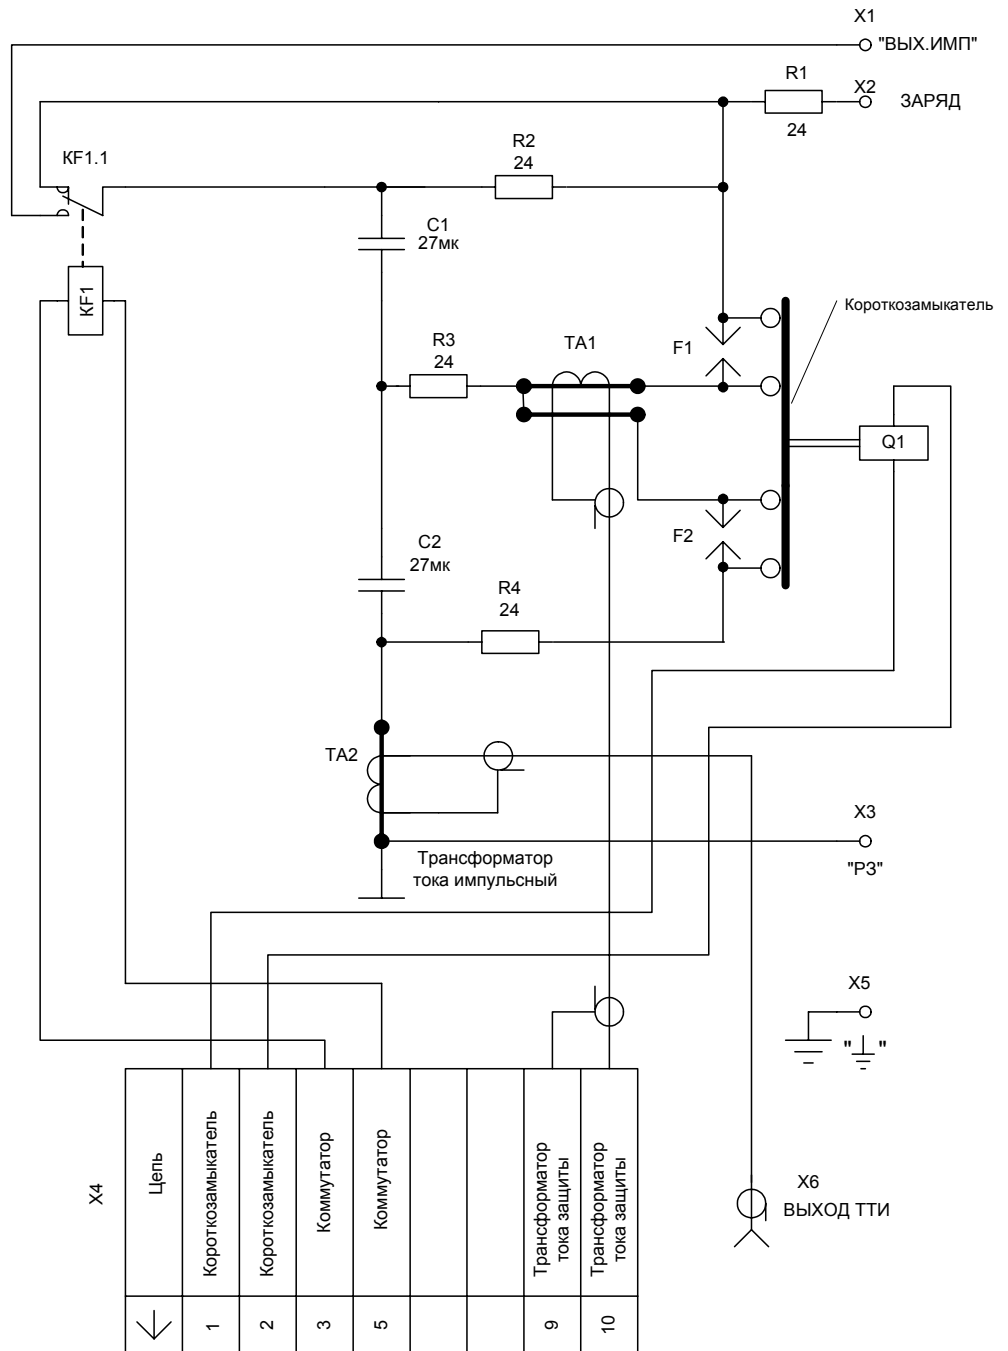 X1
"ВЫХ.ИМП"
R1
X2
ЗАРЯД
24
R2
24
KF1.1
C1
27мк
KF1
Короткозамыкатель
R3
24
TA1
F1
Q1
F2
C2
27мк
R4
24
TA2
X3
"РЗ"
Трансформатор
тока импульсный
X5
" "
X4
Цепь
Короткозамыкатель
Короткозамыкатель
Коммутатор
Коммутатор
Трансформатор
тока защиты
Трансформатор
тока защиты
1
2
3
5
9
10
X6
ВЫХОД ТТИ